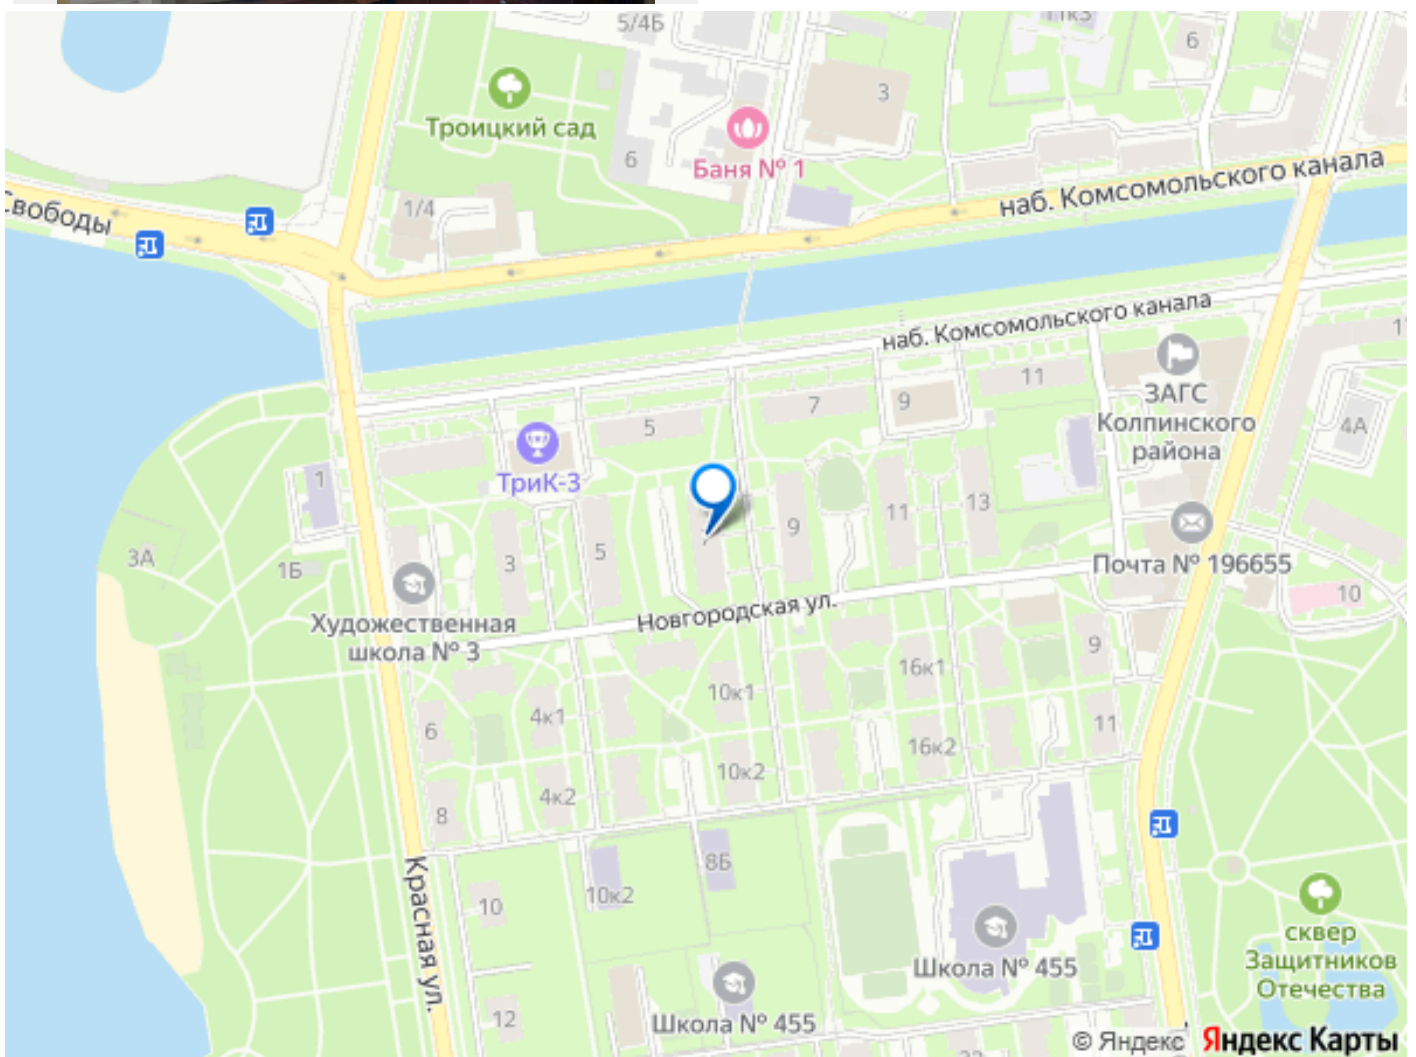 5/4Б
11к3
6
3
Троицкий сад
Баня № 1
6
наб. Комсомольского канала
1/4
Свободы
наб. Комсомольского канала
ЗАГС
Колпинского
района
11
9
7
5
4А
ТриК-3
1
3А
1Б
3
5
9
11
13
Почта № 196655
10
Художественная
школа № 3
Новгородская ул.
9
16к1
10к1
4к1
6
11
16к2
10к2
4к2
8
8Б
10к2
10
Красная ул.
12
Школа № 455
Школа № 455
сквер
Защитников
Отечества
© Яндекс
Яндекс Карты